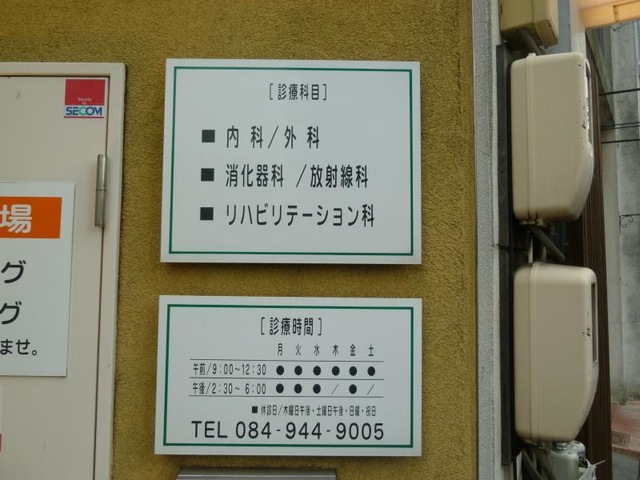 Security by
SECOM
場
グ
グ
ませ。
[診療科目]
■ 内 科 / 外 科
■ 消化器科 / 放射線科
■ リハビリテーション科
[診療時間]
月 火 水 木 金 土
午前/9:00~12:30 ● ● ● ● ● ●
午後/2:30~6:00 ● ● ● / ● /
■ 休診日/木曜日午後・土曜日午後・日曜・祝日
TEL 084-944-9005